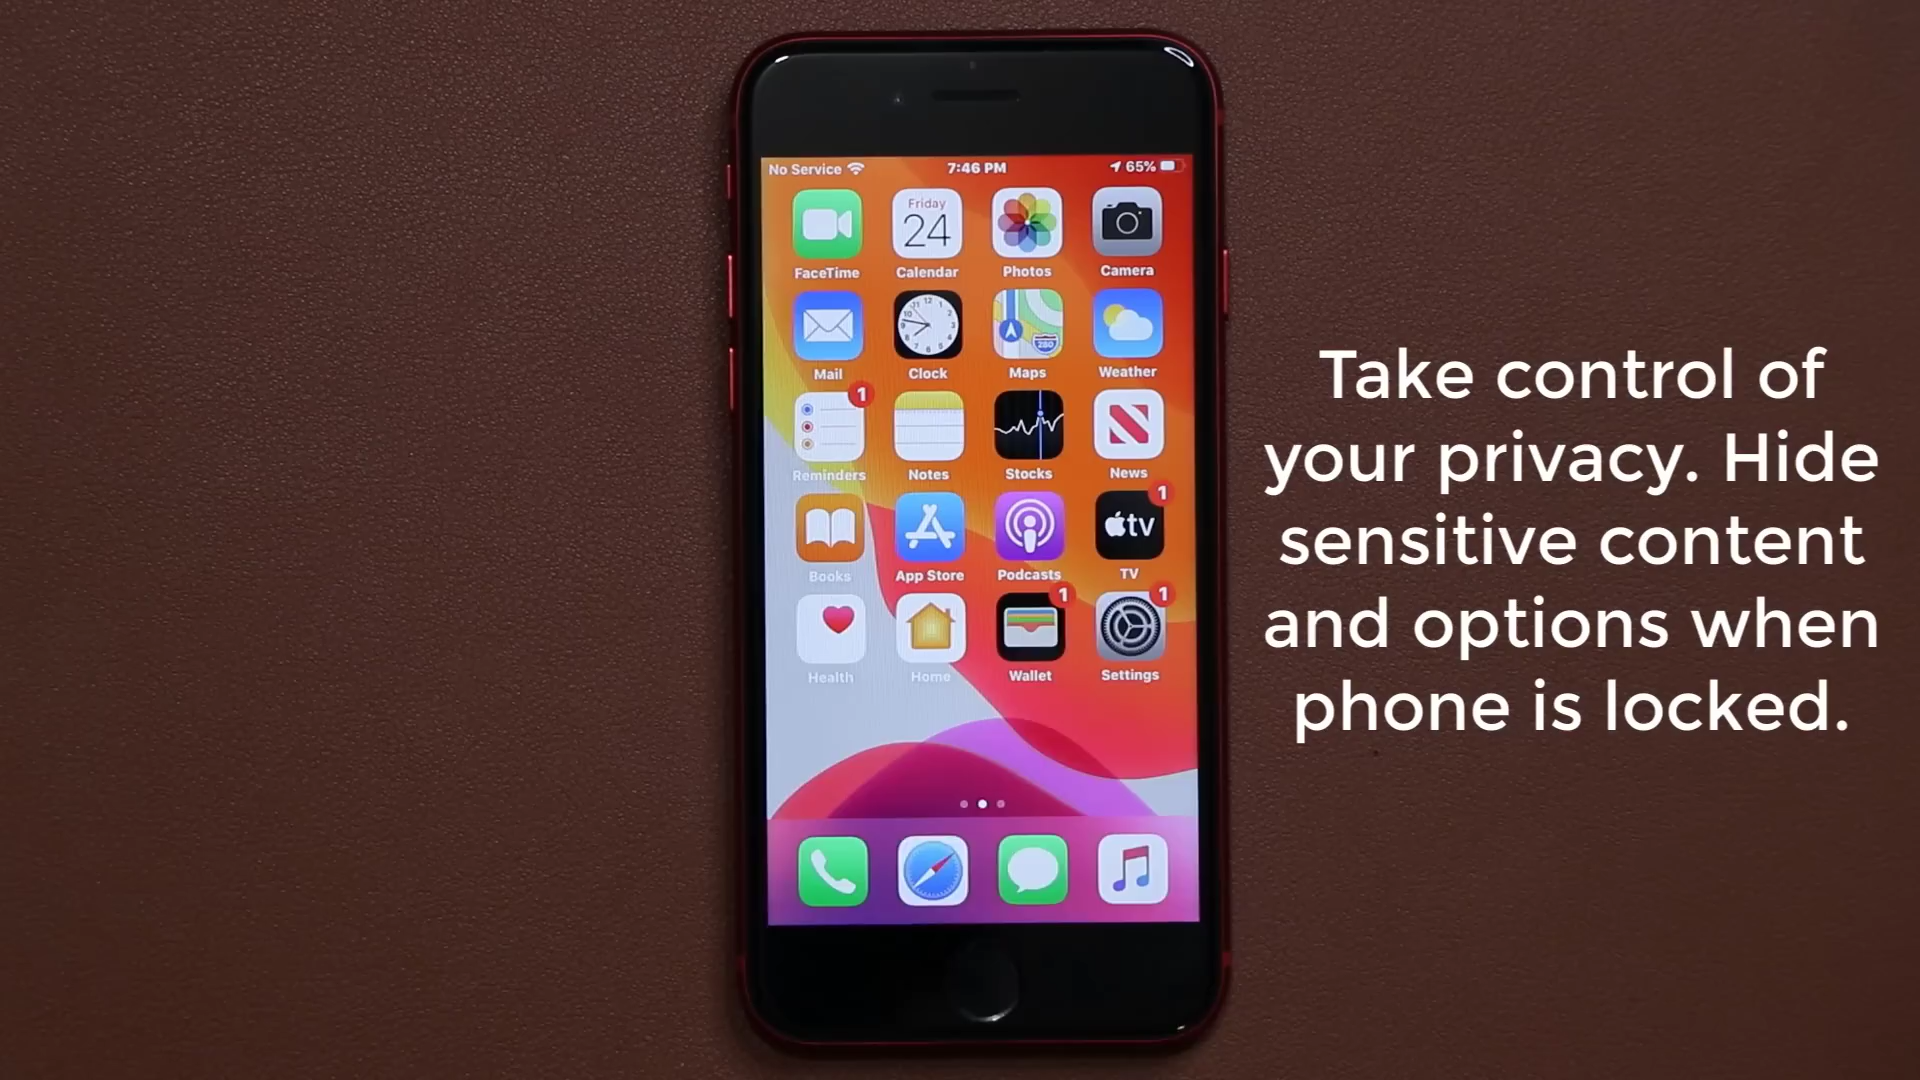 No Service 7:46 PM 65%
Friday
24
FaceTime Calendar Photos Camera
12
280
Mail Clock Maps Weather
1
Reminders Notes Stocks News
1
tv
Books App Store Podcasts TV
1 1
Health Home Wallet Settings
Take control of
your privacy. Hide
sensitive content
and options when
phone is locked.